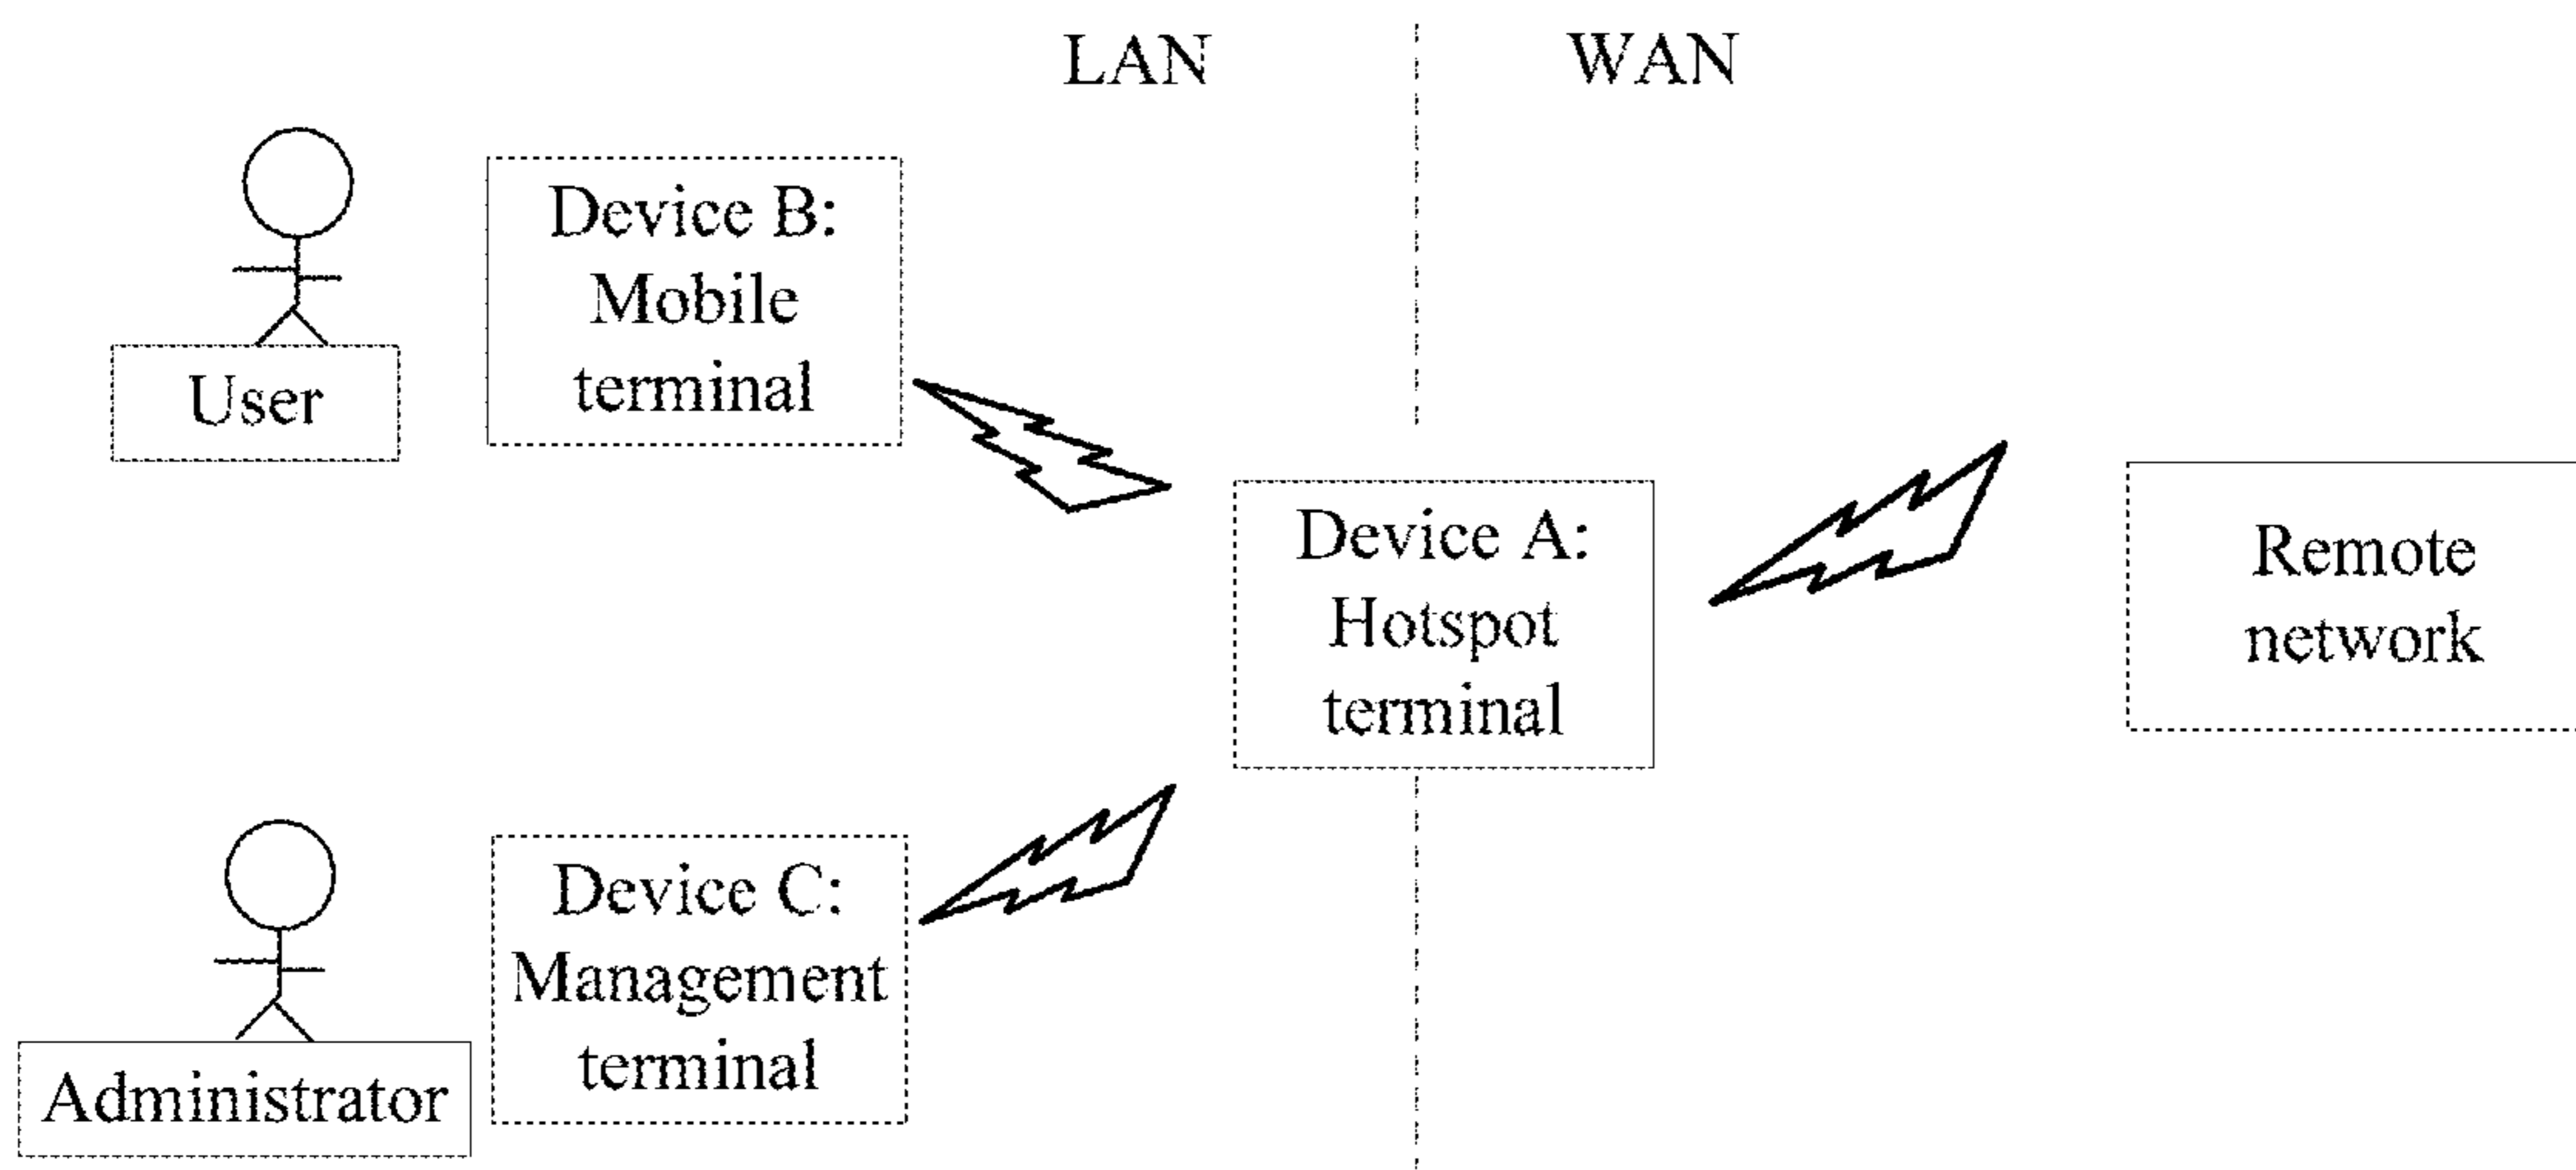 LAN
WAN
Device B:
Mobile
terminal
User
Device A:
Hotspot
terminal
Remote
network
Device C:
Management
terminal
Administrator